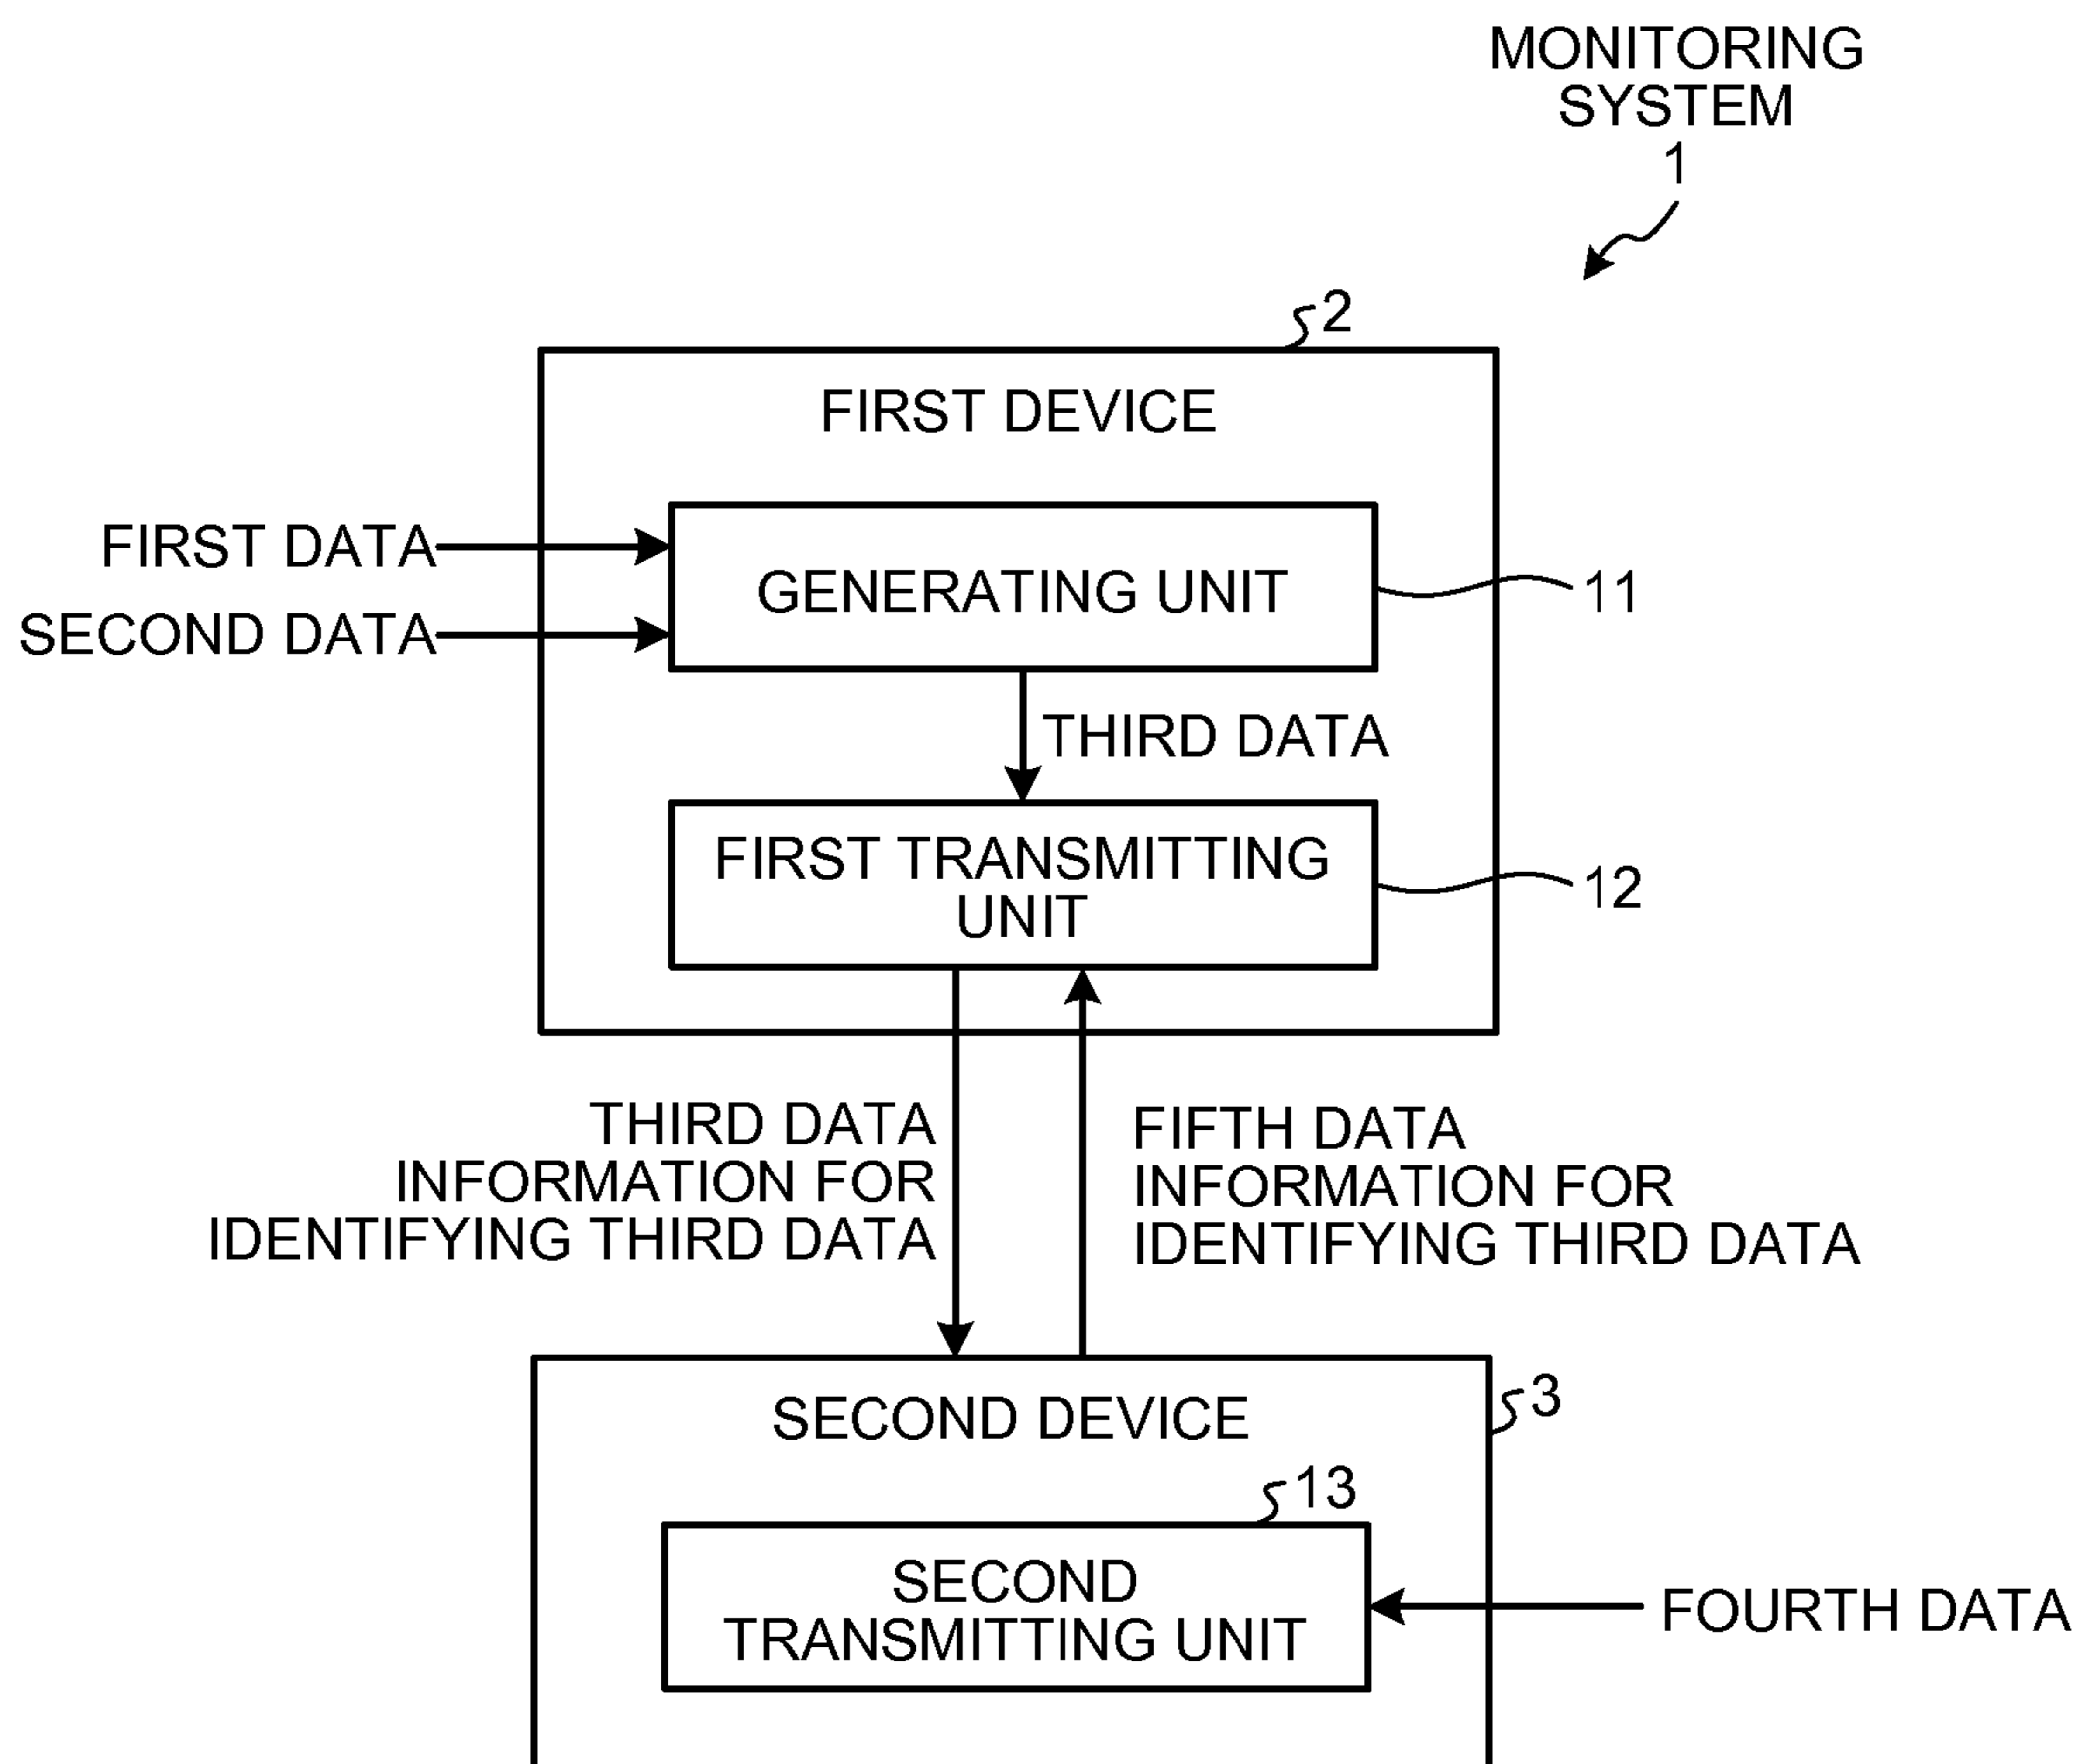 MONITORING
SYSTEM
1
2
FIRST DEVICE
FIRST DATA
SECOND DATA
GENERATING UNIT
11
THIRD DATA
FIRST TRANSMITTING
UNIT
12
THIRD DATA
INFORMATION FOR
IDENTIFYING THIRD DATA
FIFTH DATA
INFORMATION FOR
IDENTIFYING THIRD DATA
3
SECOND DEVICE
13
SECOND
TRANSMITTING UNIT
FOURTH DATA